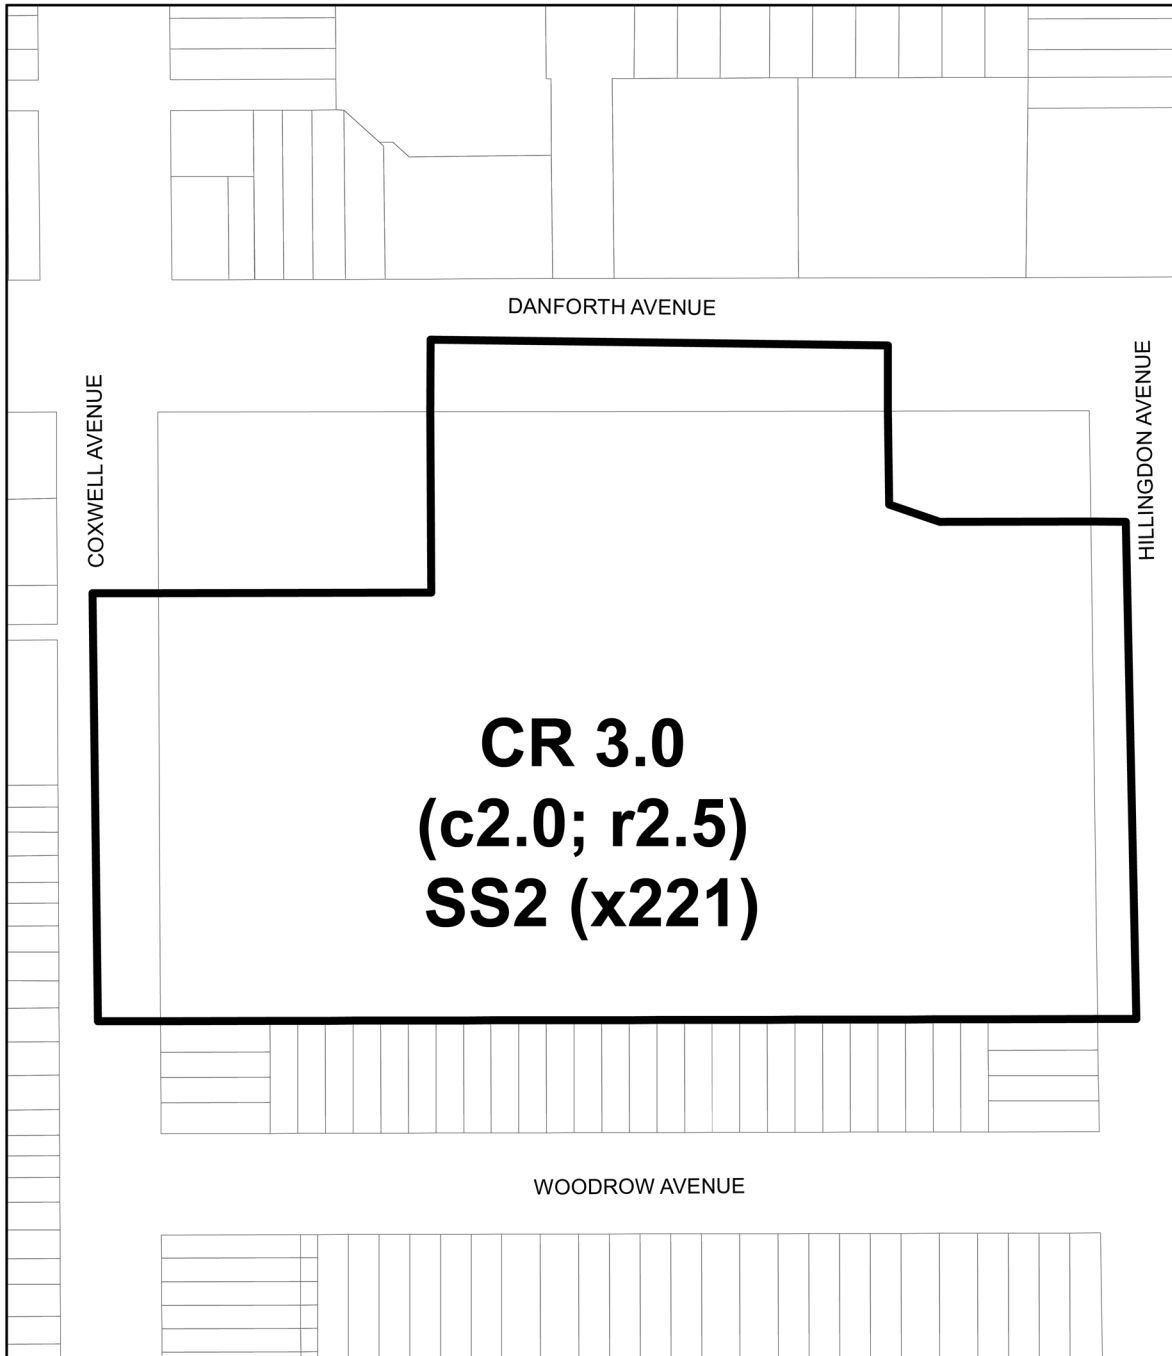 DANFORTH AVENUE
COXWELL AVENUE
HILLINGDON AVENUE
CR 3.0
(c2.0; r2.5)
SS2 (x221)
WOODROW AVENUE